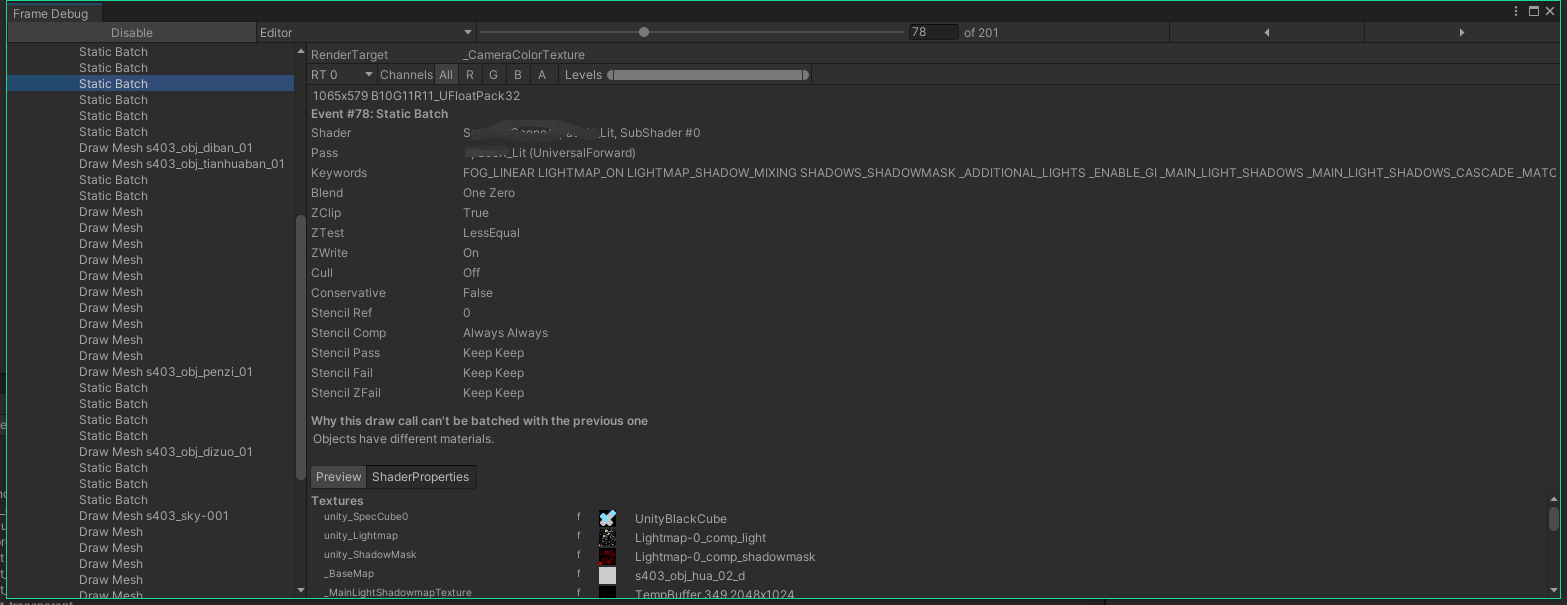 Frame Debug
Disable
Editor
78
of 201
Static Batch
Static Batch
Static Batch
Static Batch
Static Batch
Static Batch
Draw Mesh s403_obj_diban_01
Draw Mesh s403_obj_tianhuaban_01
Static Batch
Static Batch
Draw Mesh
Draw Mesh
Draw Mesh
Draw Mesh
Draw Mesh
Draw Mesh
Draw Mesh
Draw Mesh
Draw Mesh
Draw Mesh
Draw Mesh s403_obj_penzi_01
Static Batch
Static Batch
Static Batch
Static Batch
Draw Mesh s403_obj_dizuo_01
Static Batch
Static Batch
Static Batch
Draw Mesh s403_sky-001
Draw Mesh
Draw Mesh
Draw Mesh
Draw Mesh
Draw Mesh
RenderTarget _CameraColorTexture
RT 0 Channels All R G B A Levels
1065x579 B10G11R11_UFloatPack32
Event #78: Static Batch
Shader _Lit, SubShader #0
Pass _Lit (UniversalForward)
Keywords FOG_LINEAR LIGHTMAP_ON LIGHTMAP_SHADOW_MIXING SHADOWS_SHADOWMASK _ADDITIONAL_LIGHTS _ENABLE_GI _MAIN_LIGHT_SHADOWS _MAIN_LIGHT_SHADOWS_CASCADE _MATC
Blend One Zero
ZClip True
ZTest LessEqual
ZWrite On
Cull Off
Conservative False
Stencil Ref 0
Stencil Comp Always Always
Stencil Pass Keep Keep
Stencil Fail Keep Keep
Stencil ZFail Keep Keep
Why this draw call can't be batched with the previous one
Objects have different materials.
Preview ShaderProperties
Textures
unity_SpecCube0 f UnityBlackCube
unity_Lightmap f Lightmap-0_comp_light
unity_ShadowMask f Lightmap-0_comp_shadowmask
_BaseMap f s403_obj_hua_02_d
_MainLightShadowmapTexture f TempBuffer 349 2048x1024